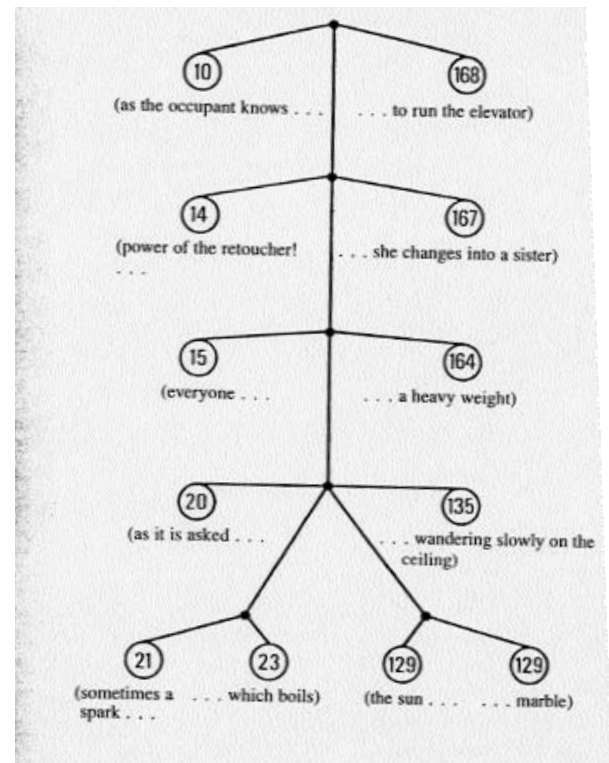 10
168
(as the occupant knows . . .
. . . to run the elevator)
14
167
(power of the retoucher!
. . .
. . . she changes into a sister)
15
164
(everyone . . .
. . . a heavy weight)
20
135
(as it is asked . . .
. . . wandering slowly on the
ceiling)
21
23
129
129
(sometimes a
spark . . .
. . . which boils)
(the sun . . .
. . . marble)